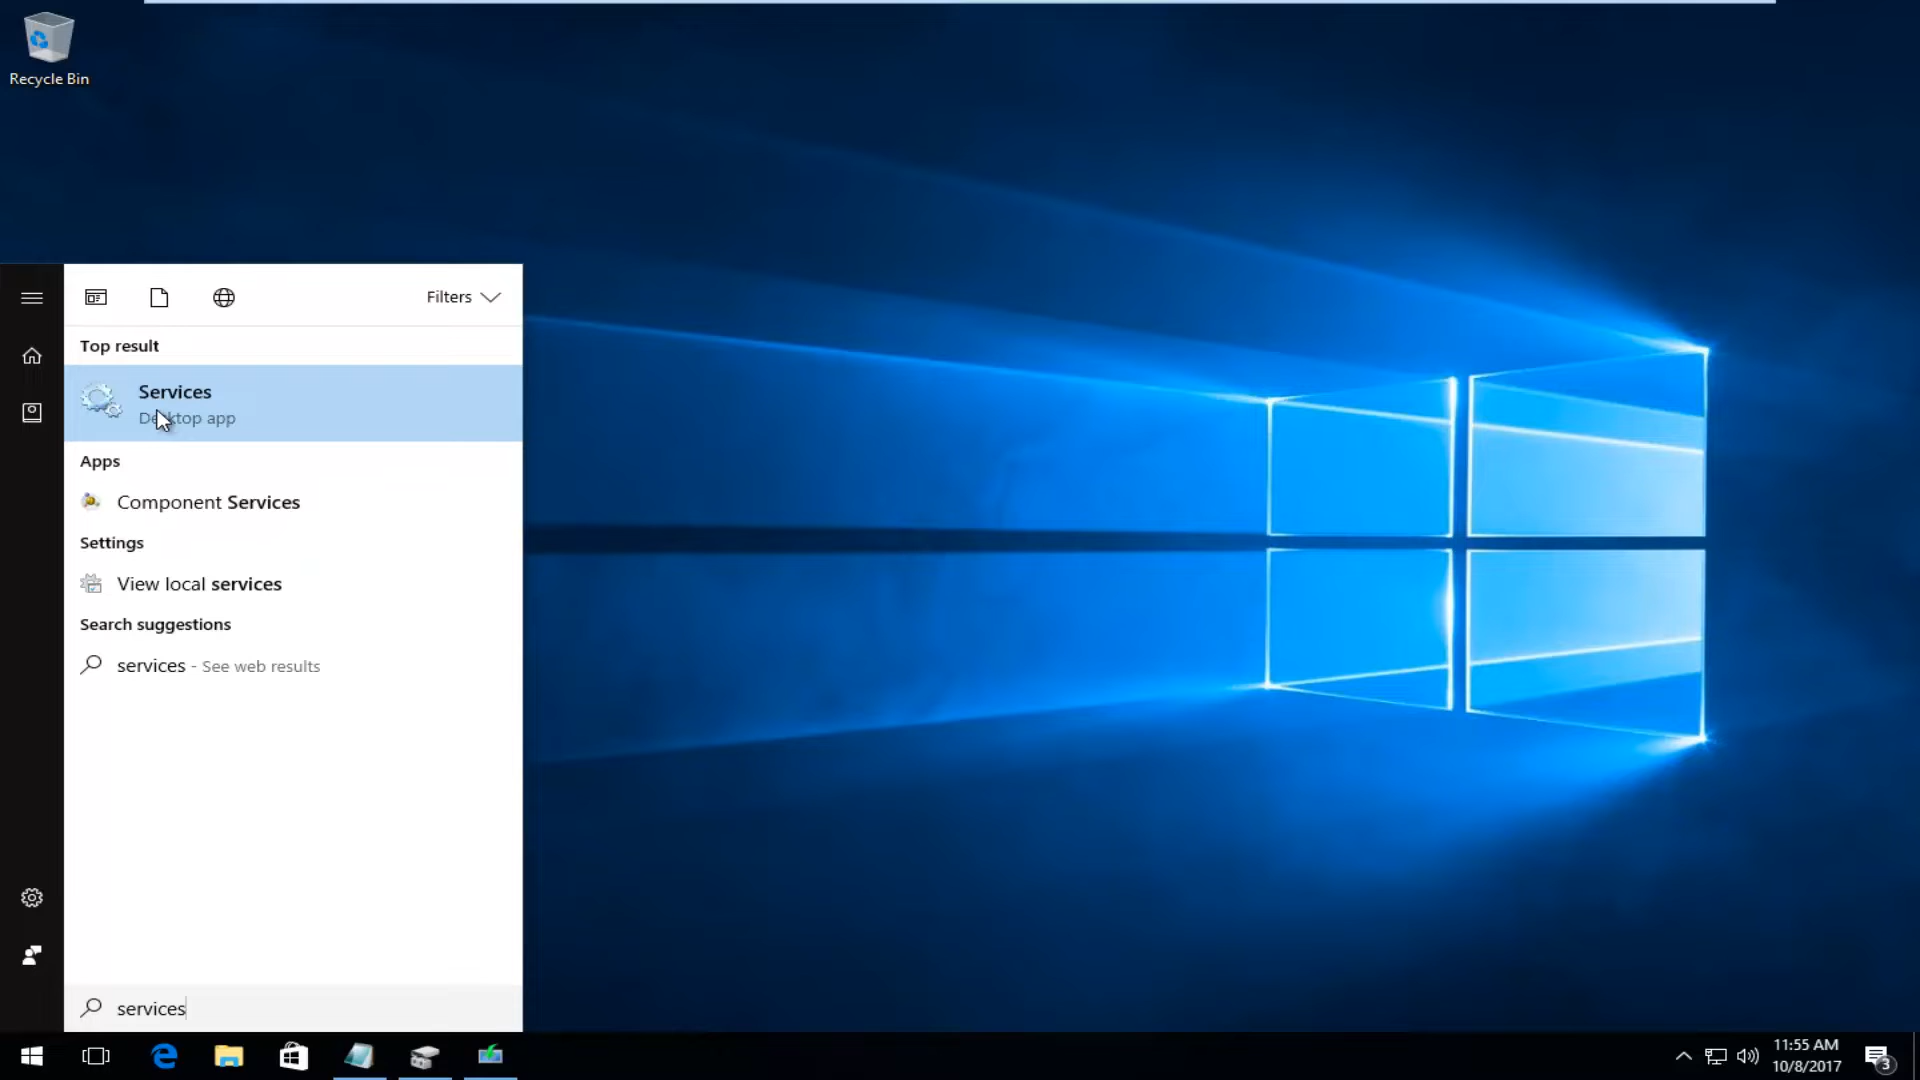 Recycle Bin
Filters
Top result
Services
Desktop app
Apps
Component Services
Settings
View local services
Search suggestions
services - See web results
services
11:55 AM
10/8/2017
3